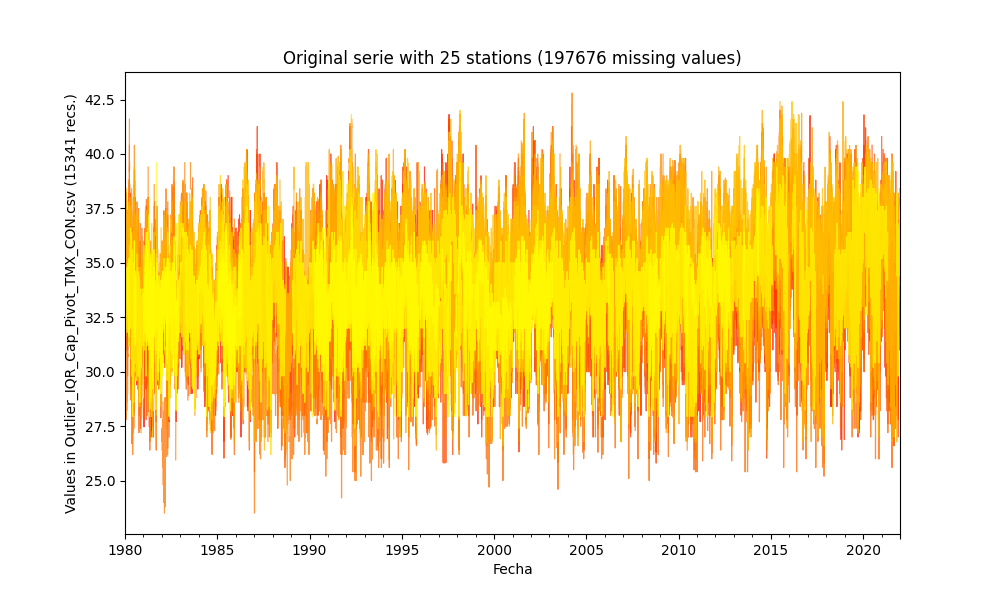 Original serie with 25 stations (197676 missing values)
Values in Outlier_IQR_Cap_Pivot_TMX_CON.csv (15341 recs.)
42.5
40.0
37.5
35.0
32.5
30.0
27.5
25.0
1980 1985 1990 1995 2000 2005 2010 2015 2020
Fecha